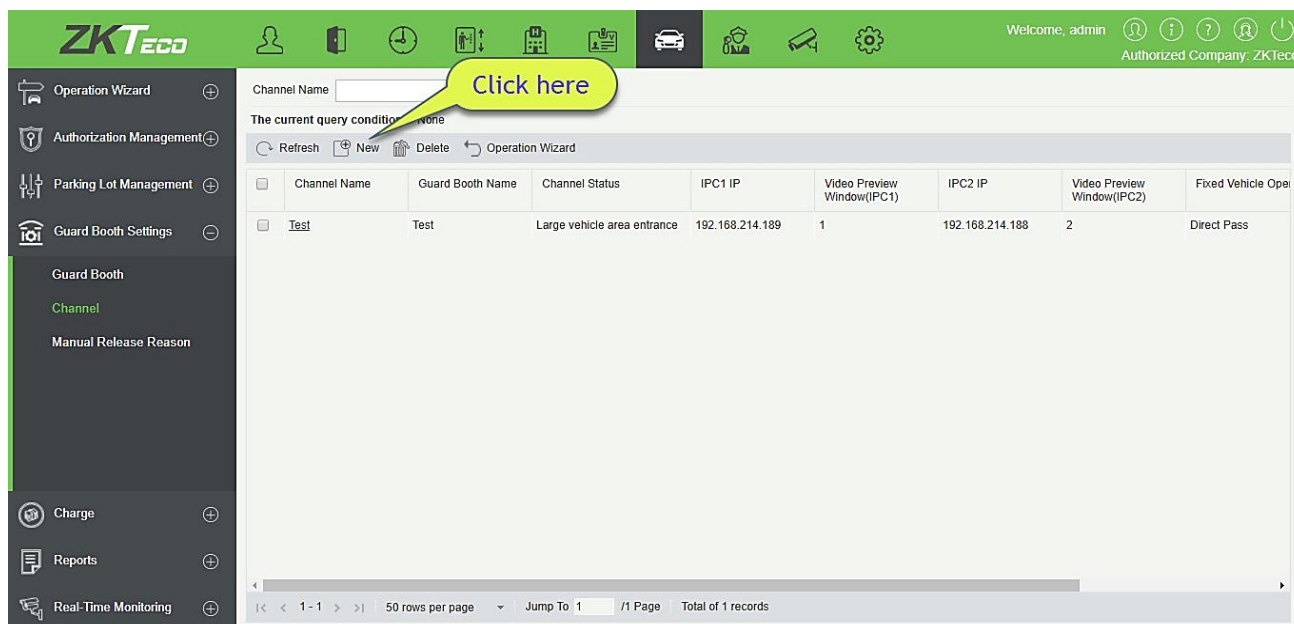 ZKTeco
Welcome, admin
Authorized Company: ZKTeco
Operation Wizard
Authorization Management
Parking Lot Management
Guard Booth Settings
Guard Booth
Channel
Manual Release Reason
Charge
Reports
Real-Time Monitoring
Channel Name
Click here
The current query condition None
Refresh New Delete Operation Wizard
Channel Name Guard Booth Name Channel Status IPC1 IP Video Preview Window(IPC1) IPC2 IP Video Preview Window(IPC2) Fixed Vehicle Oper
Test Test Large vehicle area entrance 192.168.214.189 1 192.168.214.188 2 Direct Pass
|< < 1-1 > >| 50 rows per page Jump To 1 /1 Page Total of 1 records